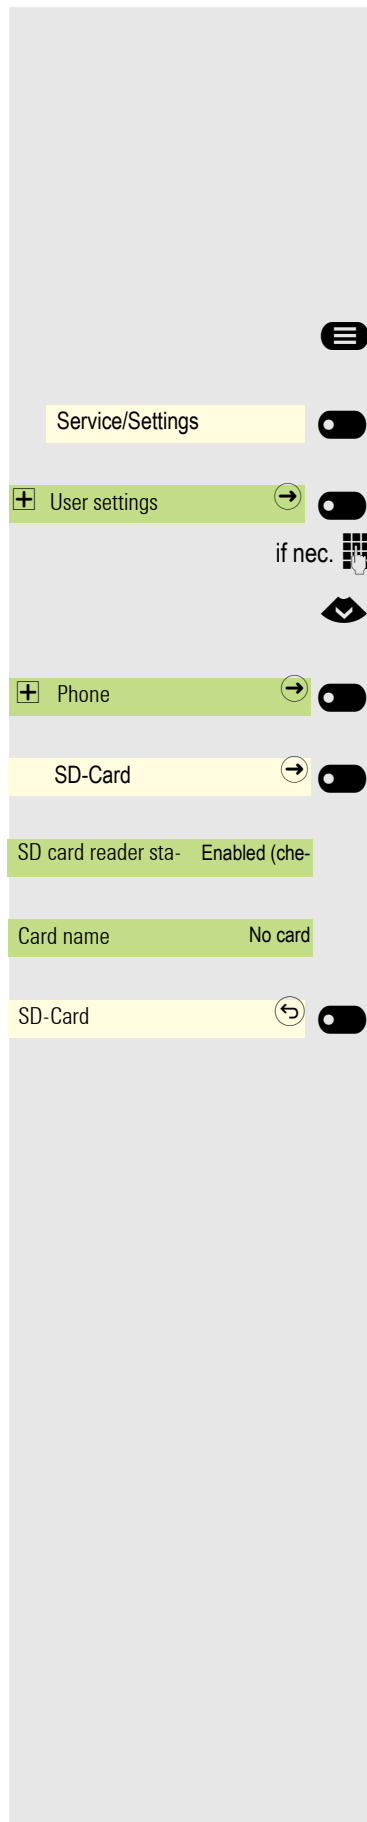 Service/Settings
User settings
if nec.
Phone
SD-Card
SD card reader sta- Enabled (che-
Card name No card
SD-Card